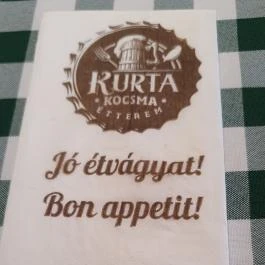 KURTA
• KOCSMA •
ÉTTEREM
Jó étvágyat!
Bon appetit!